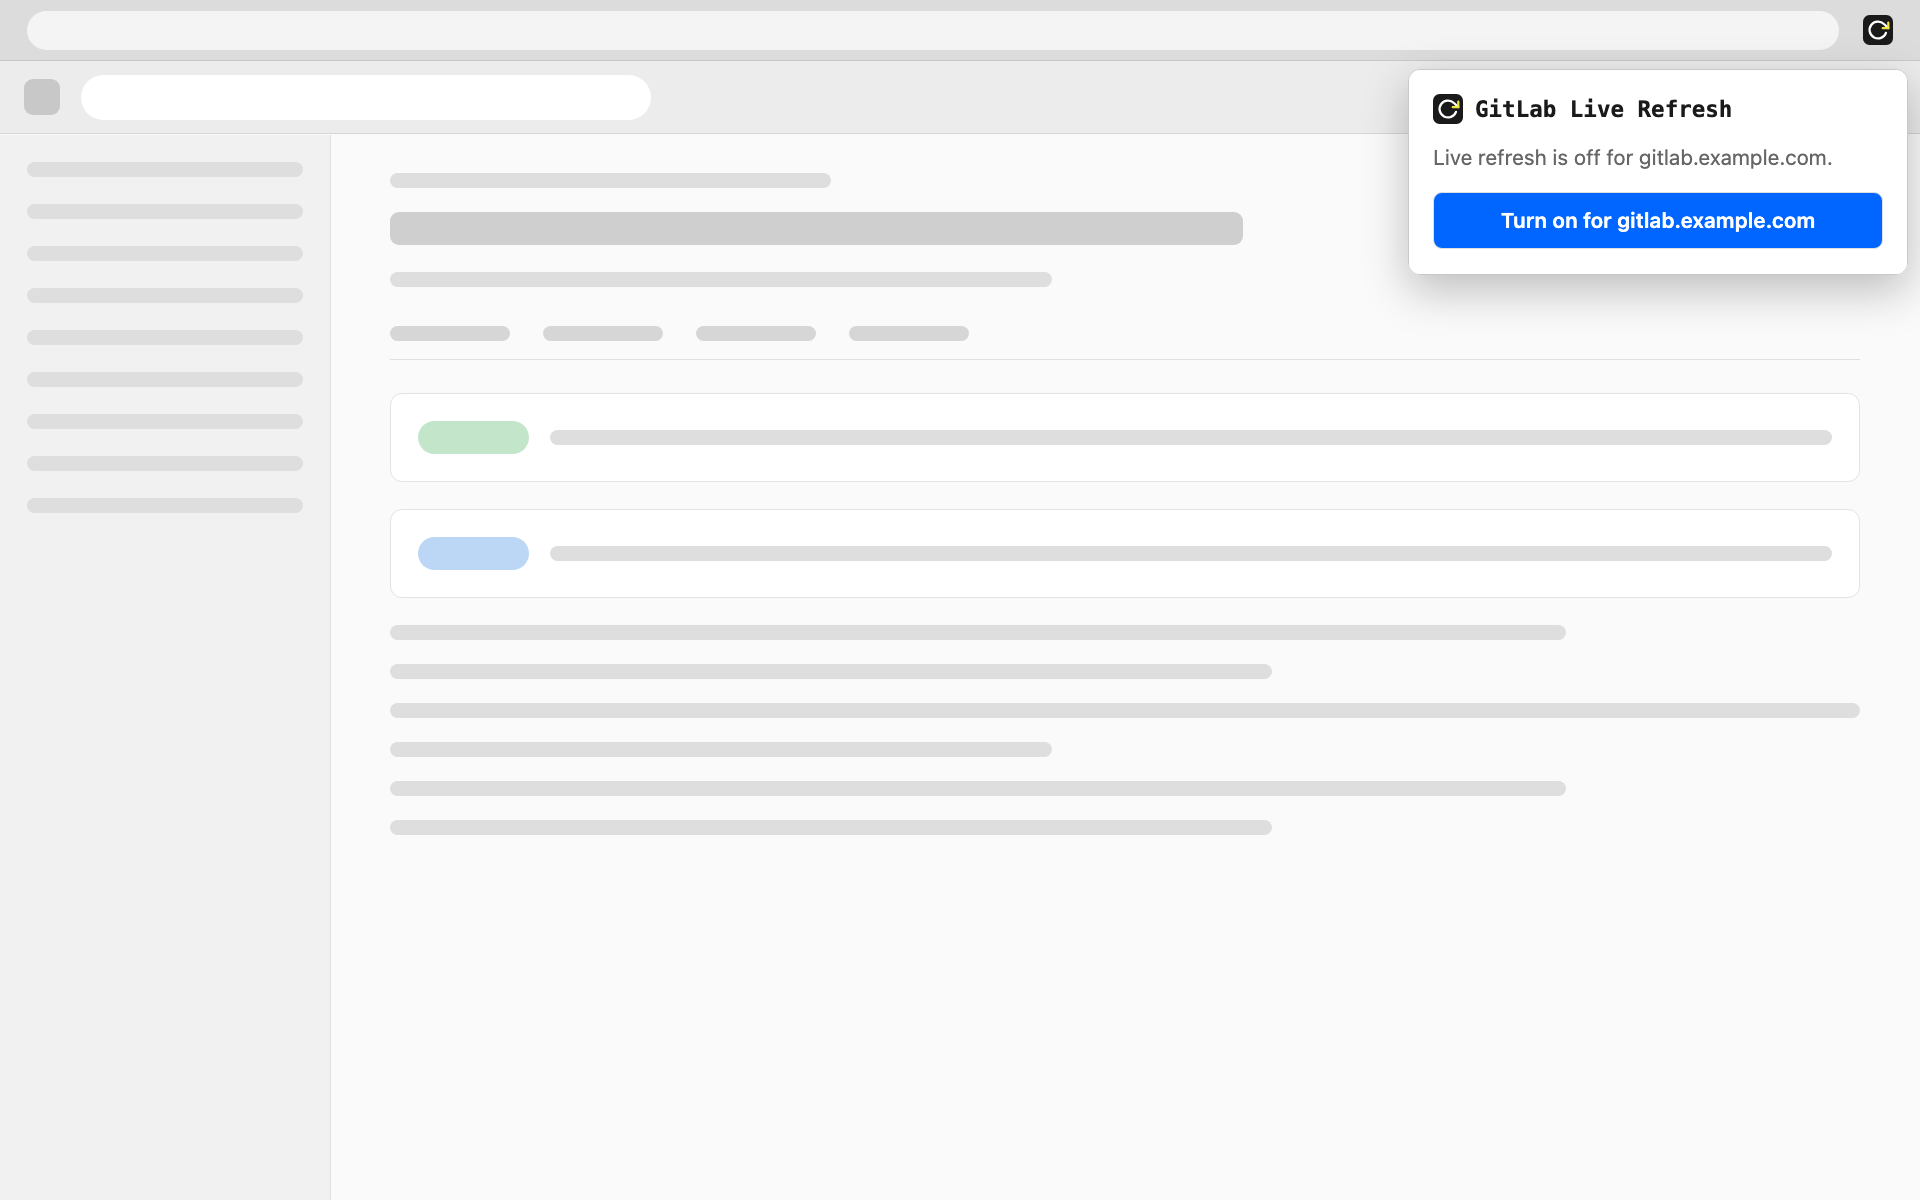 GitLab Live Refresh
Live refresh is off for gitlab.example.com.
Turn on for gitlab.example.com